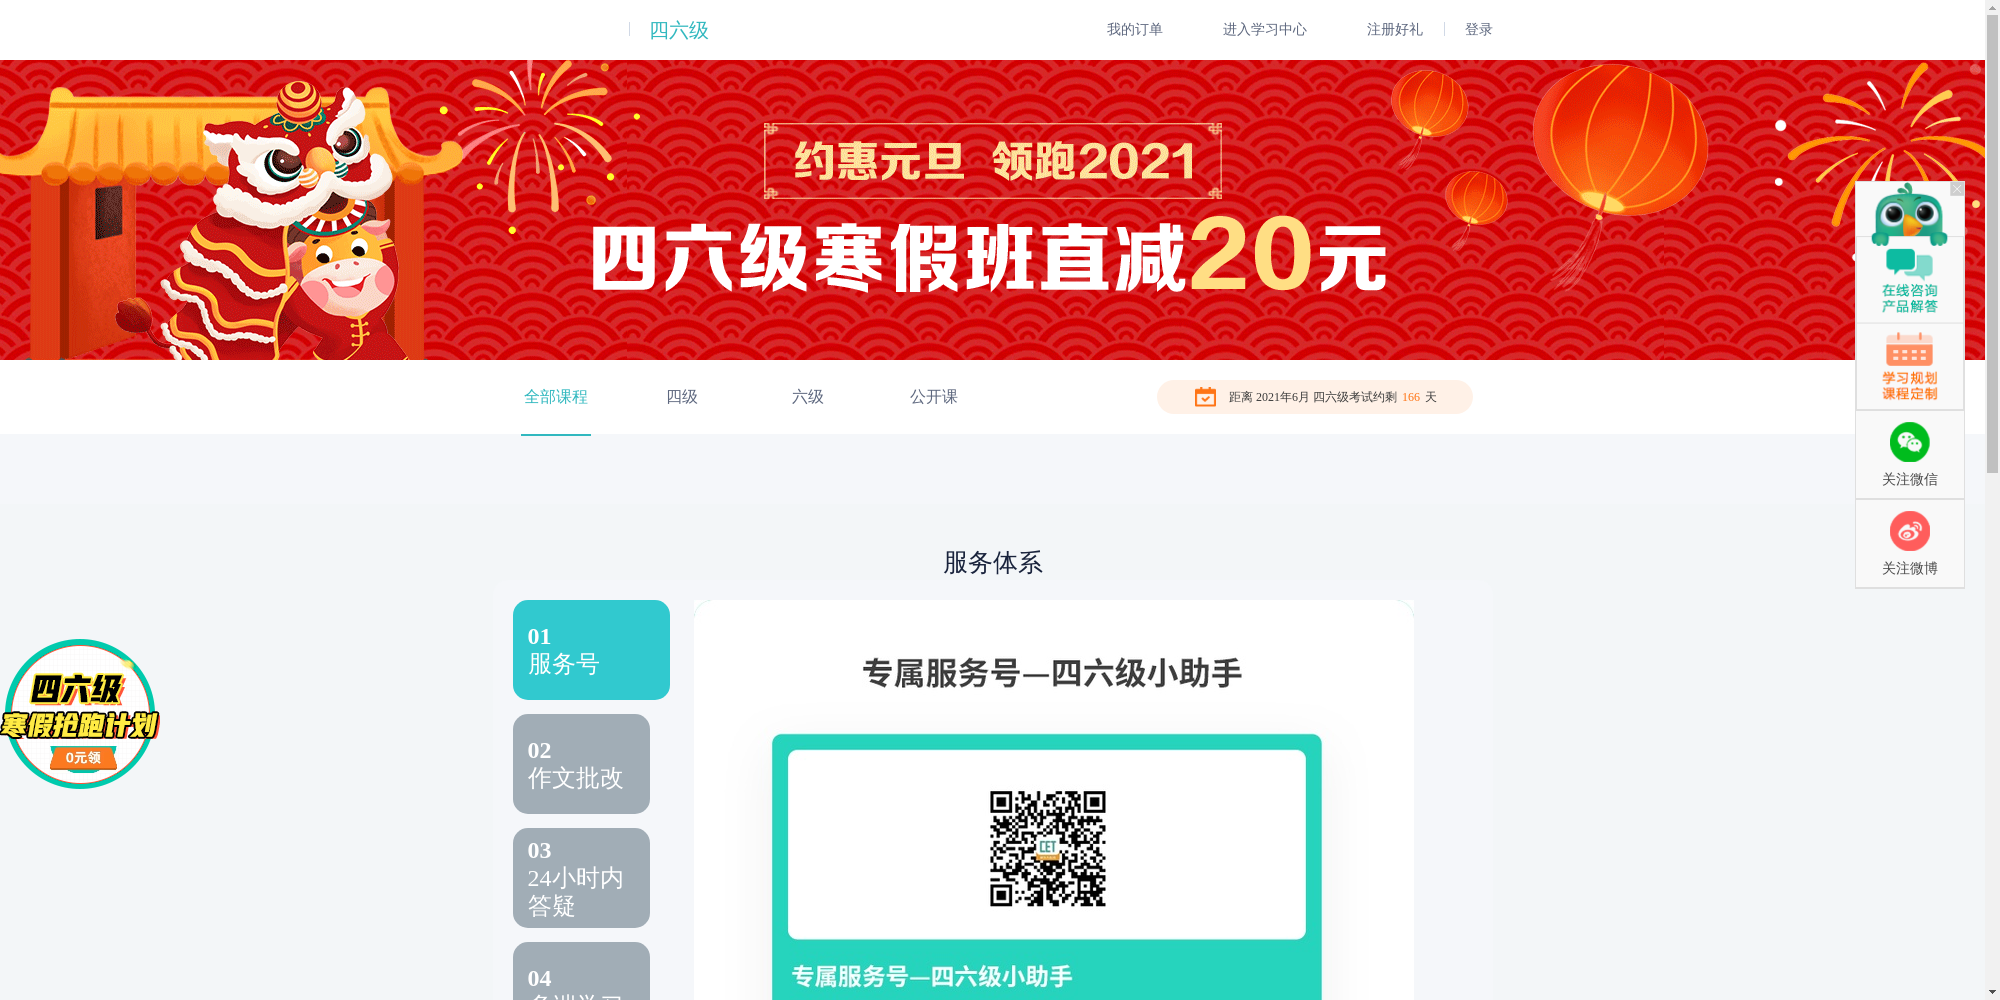 四六级
我的订单
进入学习中心
注册好礼
登录
约惠元旦 领跑2021
四六级寒假班直减20元
在线咨询
产品解答
学习规划
课程定制
关注微信
关注微博
全部课程
四级
六级
公开课
距离 2021年6月 四六级考试约剩 166 天
服务体系
01
服务号
02
作文批改
03
24小时内
答疑
04
专属服务号—四六级小助手
CET
专属服务号—四六级小助手
四六级
寒假抢跑计划
0元领